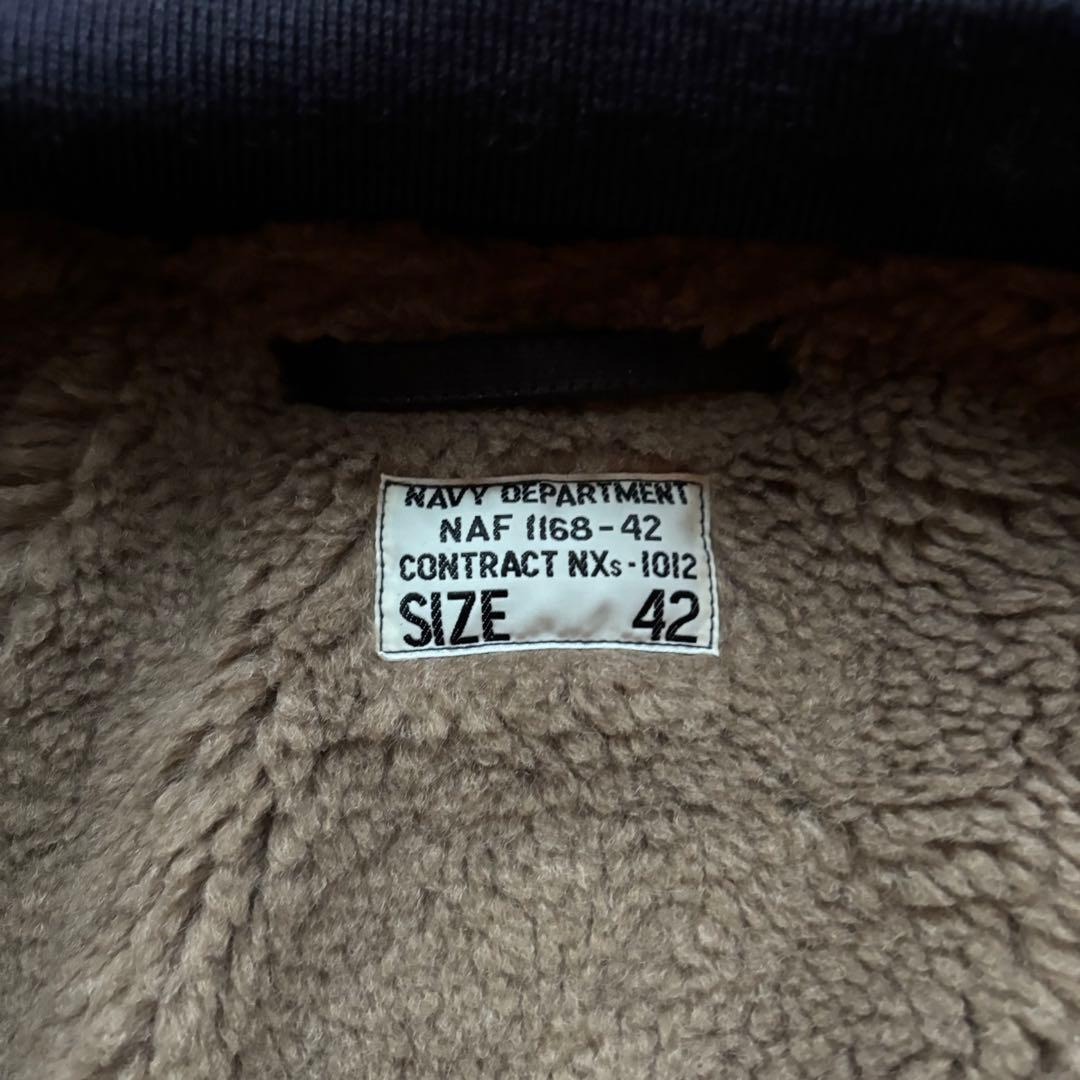 NAVY DEPARTMENT
NAF 1168-42
CONTRACT NXs-1012
SIZE 42